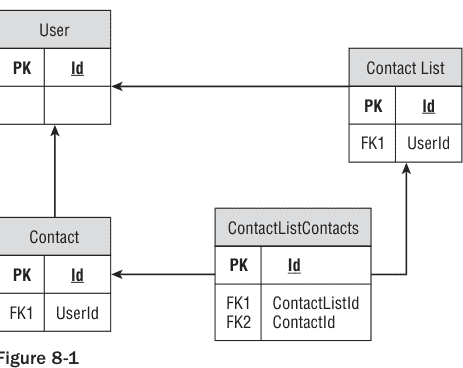 User
PK Id
Contact List
PK Id
FK1 UserId
Contact
PK Id
FK1 UserId
ContactListContacts
PK Id
FK1 ContactListId
FK2 ContactId
Figure 8-1